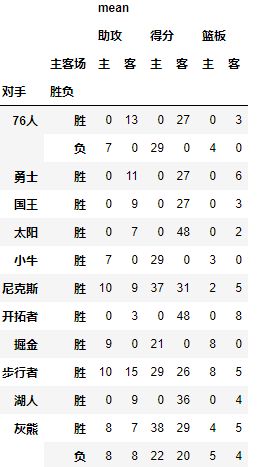 mean
助攻 得分 篮板
主客场 主 客 主 客 主 客
对手 胜负
76人 胜 0 13 0 27 0 3
负 7 0 29 0 4 0
勇士 胜 0 11 0 27 0 6
国王 胜 0 9 0 27 0 3
太阳 胜 0 7 0 48 0 2
小牛 胜 7 0 29 0 3 0
尼克斯 胜 10 9 37 31 2 5
开拓者 胜 0 3 0 48 0 8
掘金 胜 9 0 21 0 8 0
步行者 胜 10 15 29 26 8 5
湖人 胜 0 9 0 36 0 4
灰熊 胜 8 7 38 29 4 5
负 8 8 22 20 5 4